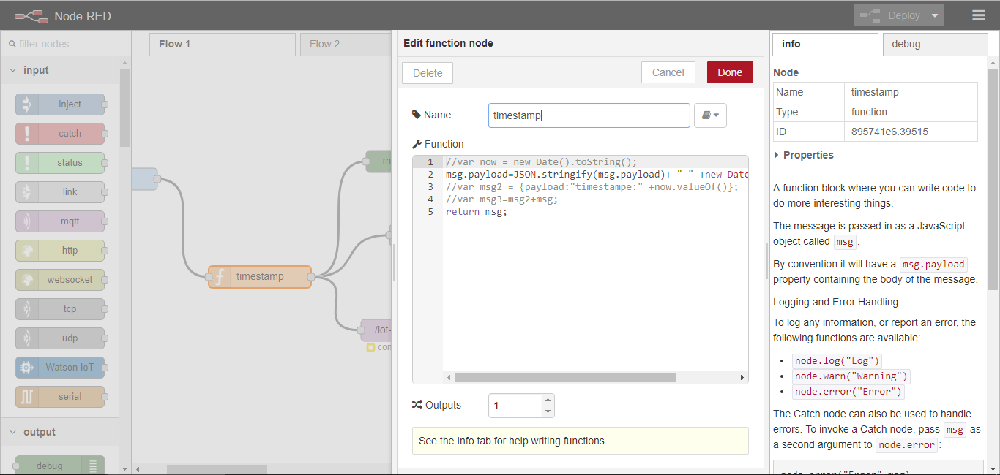 Node-RED
Deploy
filter nodes
input
inject
catch
status
link
mqtt
http
websocket
tcp
udp
Watson IoT
serial
output
debug
Flow 1
Flow 2
timestamp
m
/iot-
con
Edit function node
Delete
Cancel
Done
Name
timestamp
Function
1 //var now = new Date().toString();
2 msg.payload=JSON.stringify(msg.payload)+ "-" +new Date
3 //var msg2 = {payload:"timestampe:" +now.valueOf()};
4 //var msg3=msg2+msg;
5 return msg;
Outputs
1
See the Info tab for help writing functions.
info
debug
Node
Name timestamp
Type function
ID 895741e6.39515
Properties
A function block where you can write code to
do more interesting things.
The message is passed in as a JavaScript
object called msg .
By convention it will have a msg.payload
property containing the body of the message.
Logging and Error Handling
To log any information, or report an error, the
following functions are available:
node.log("Log")
node.warn("Warning")
node.error("Error")
The Catch node can also be used to handle
errors. To invoke a Catch node, pass msg as
a second argument to node.error :
node.error("Error",msg)